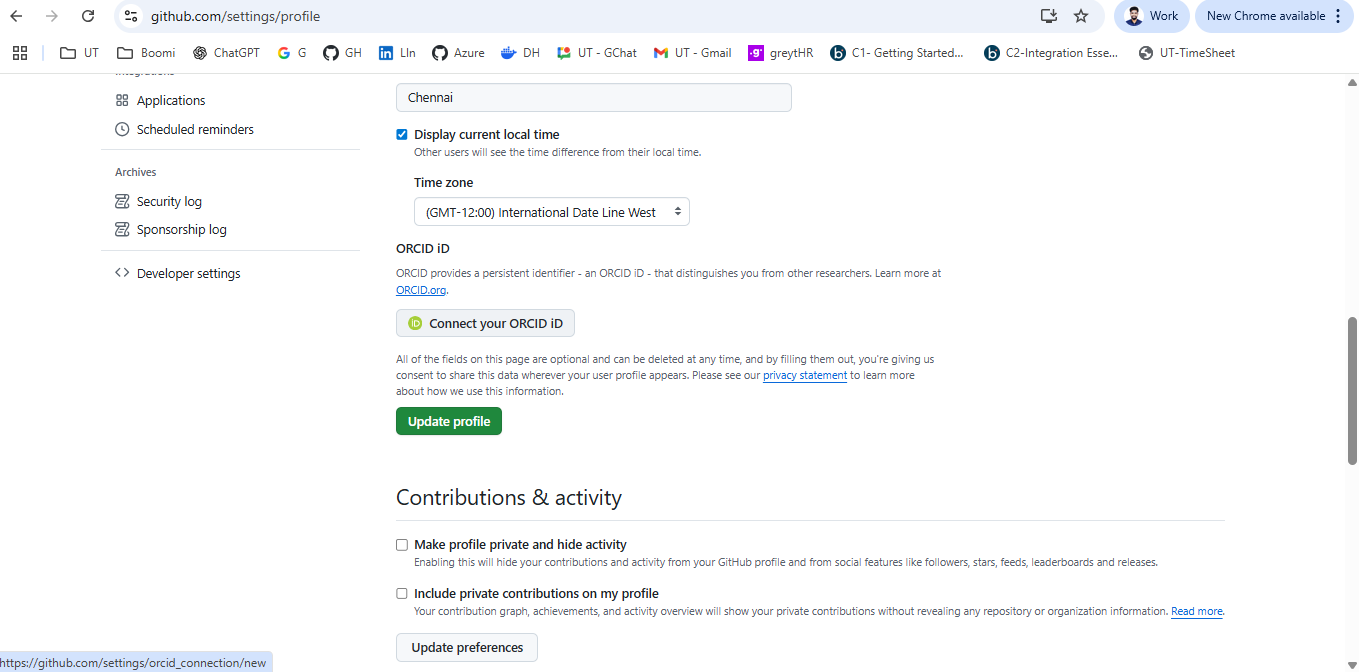 github.com/settings/profile
Work
New Chrome available
UT
Boomi
ChatGPT
G
GH
LIn
Azure
DH
UT - GChat
UT - Gmail
greytHR
C1- Getting Started...
C2-Integration Esse...
UT-TimeSheet
Integrations
Applications
Scheduled reminders
Archives
Security log
Sponsorship log
Developer settings
Chennai
Display current local time
Other users will see the time difference from their local time.
Time zone
(GMT-12:00) International Date Line West
ORCID iD
ORCID provides a persistent identifier - an ORCID iD - that distinguishes you from other researchers. Learn more at
ORCID.org.
iD Connect your ORCID iD
All of the fields on this page are optional and can be deleted at any time, and by filling them out, you're giving us
consent to share this data wherever your user profile appears. Please see our privacy statement to learn more
about how we use this information.
Update profile
Contributions & activity
Make profile private and hide activity
Enabling this will hide your contributions and activity from your GitHub profile and from social features like followers, stars, feeds, leaderboards and releases.
Include private contributions on my profile
Your contribution graph, achievements, and activity overview will show your private contributions without revealing any repository or organization information. Read more.
Update preferences
https://github.com/settings/orcid_connection/new